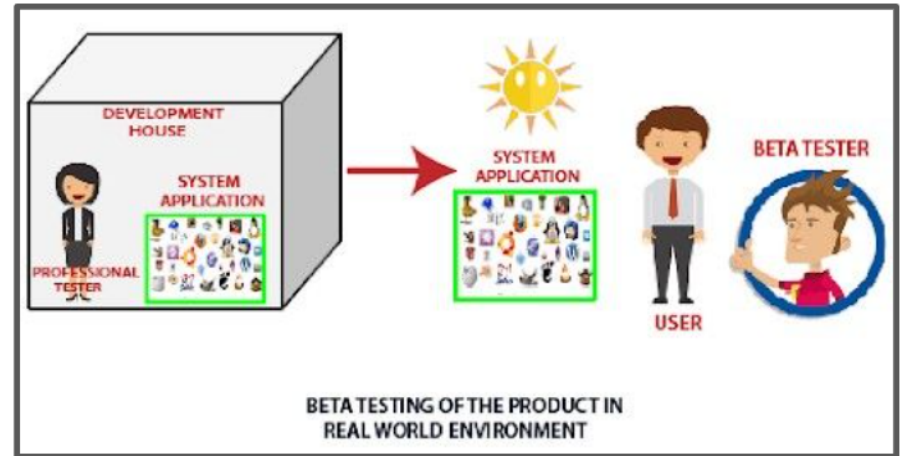 DEVELOPMENT
HOUSE
PROFESSIONAL
TESTER
SYSTEM
APPLICATION
SYSTEM
APPLICATION
USER
BETA TESTER
BETA TESTING OF THE PRODUCT IN
REAL WORLD ENVIRONMENT